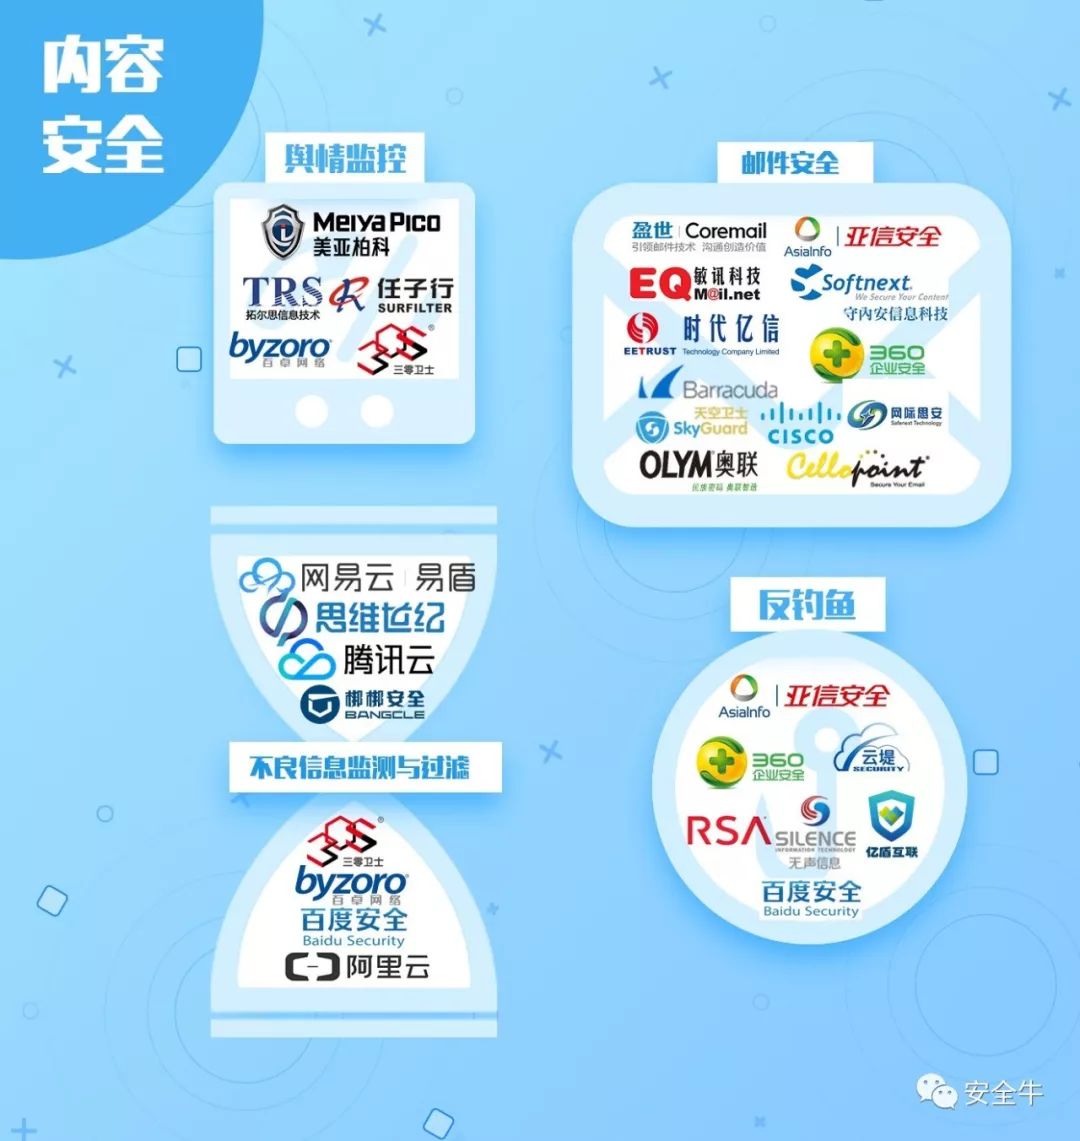 内容
安全
舆情监控
Meiya Pico
美亚柏科
TRS
拓尔思信息技术
任子行
SURFILTER
byzoro
百卓网络
三零卫士
邮件安全
盈世 Coremail
引领邮件技术 沟通创造价值
AsiaInfo 亚信安全
EQ 敏讯科技
M@il.net
Softnext
We Secure Your Content
守內安信息科技
EETRUST
时代亿信
Technology Company Limited
360
企业安全
Barracuda
天空卫士
SkyGuard
CISCO
网际思安
Safenext Technology
OLYM奥联
民族密码 奥联智造
Cellopoint
Secure Your Email
网易云 易盾
思维世纪
腾讯云
梆梆安全
BANGCLE
不良信息监测与过滤
三零卫士
byzoro
百卓网络
百度安全
Baidu Security
阿里云
反钓鱼
AsiaInfo 亚信安全
360
企业安全
云堤
SECURITY
RSA
SILENCE
INFORMATION TECHNOLOGY
无声信息
亿盾互联
百度安全
Baidu Security
安全牛